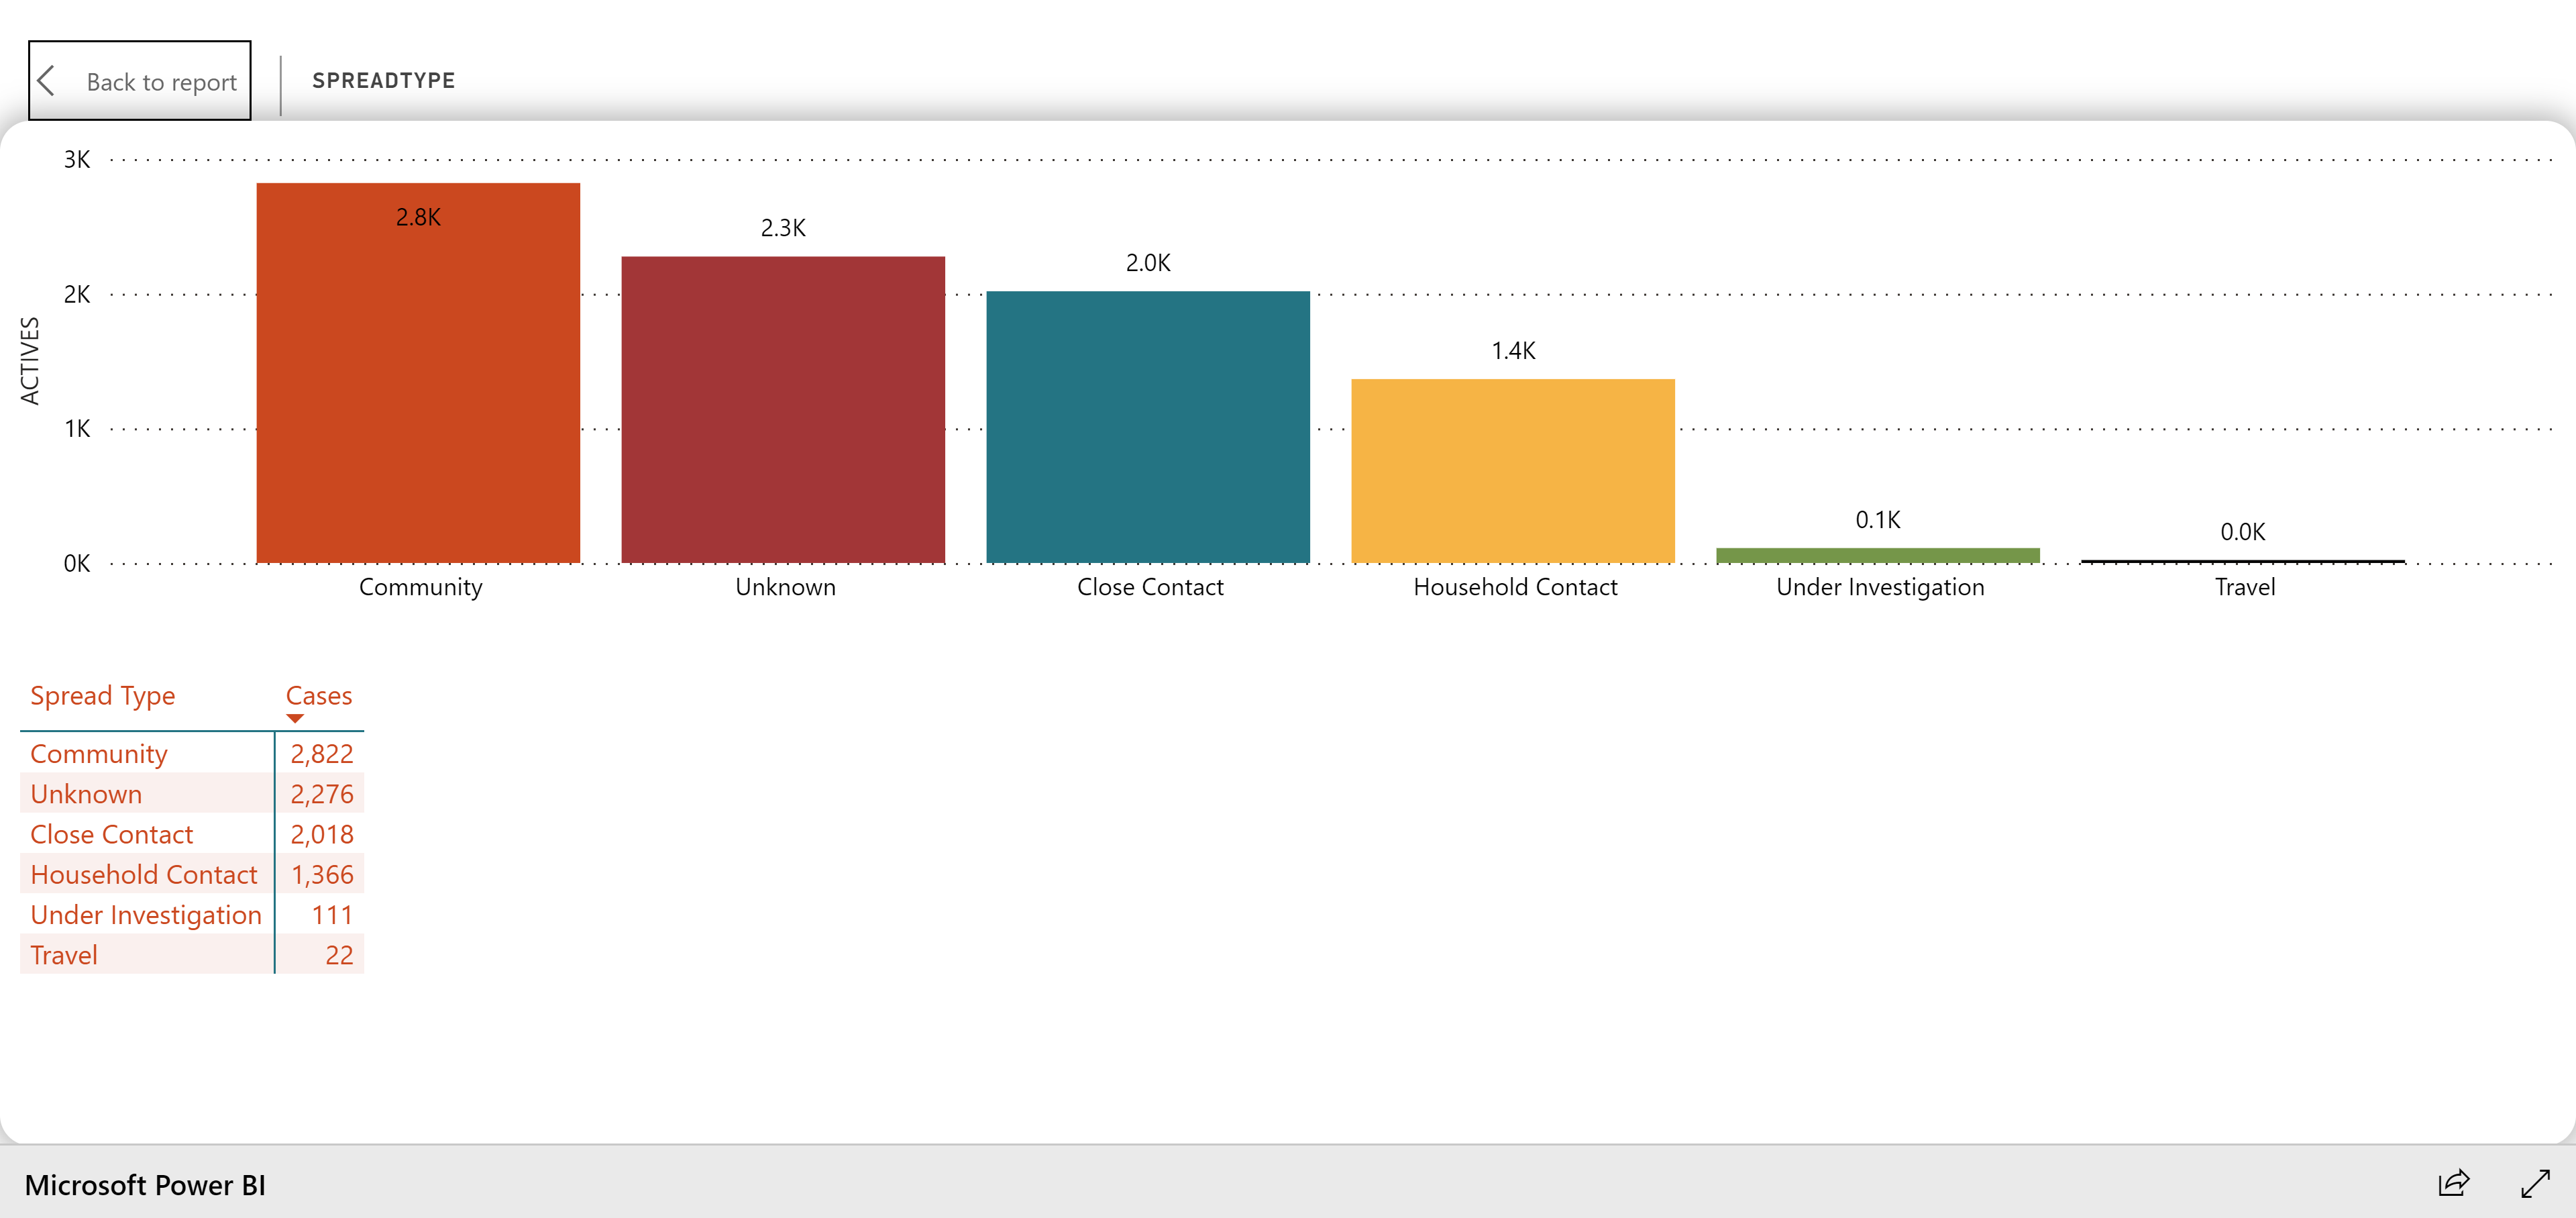 Back to report
SPREADTYPE
3K
2K
1K
0K
ACTIVES
2.8K
2.3K
2.0K
1.4K
0.1K
0.0K
Community
Unknown
Close Contact
Household Contact
Under Investigation
Travel
Spread Type Cases
Community 2,822
Unknown 2,276
Close Contact 2,018
Household Contact 1,366
Under Investigation 111
Travel 22
Microsoft Power BI